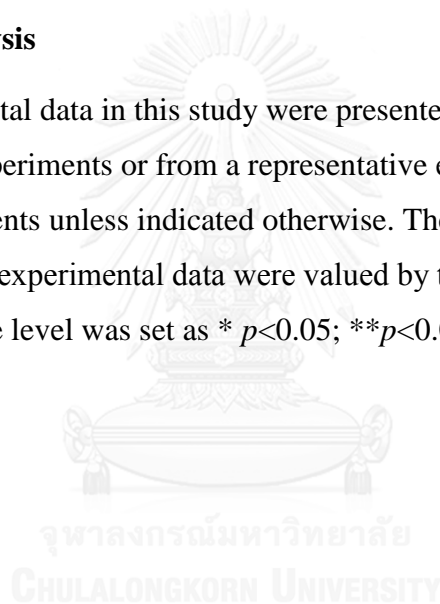 ysis
tal data in this study were presente
periments or from a representative e
ents unless indicated otherwise. The
experimental data were valued by t
e level was set as * p<0.05; **p<0.0
จุฬาลงกรณ์มหาวิทยาลัย
CHULALONGKORN UNIVERSITY